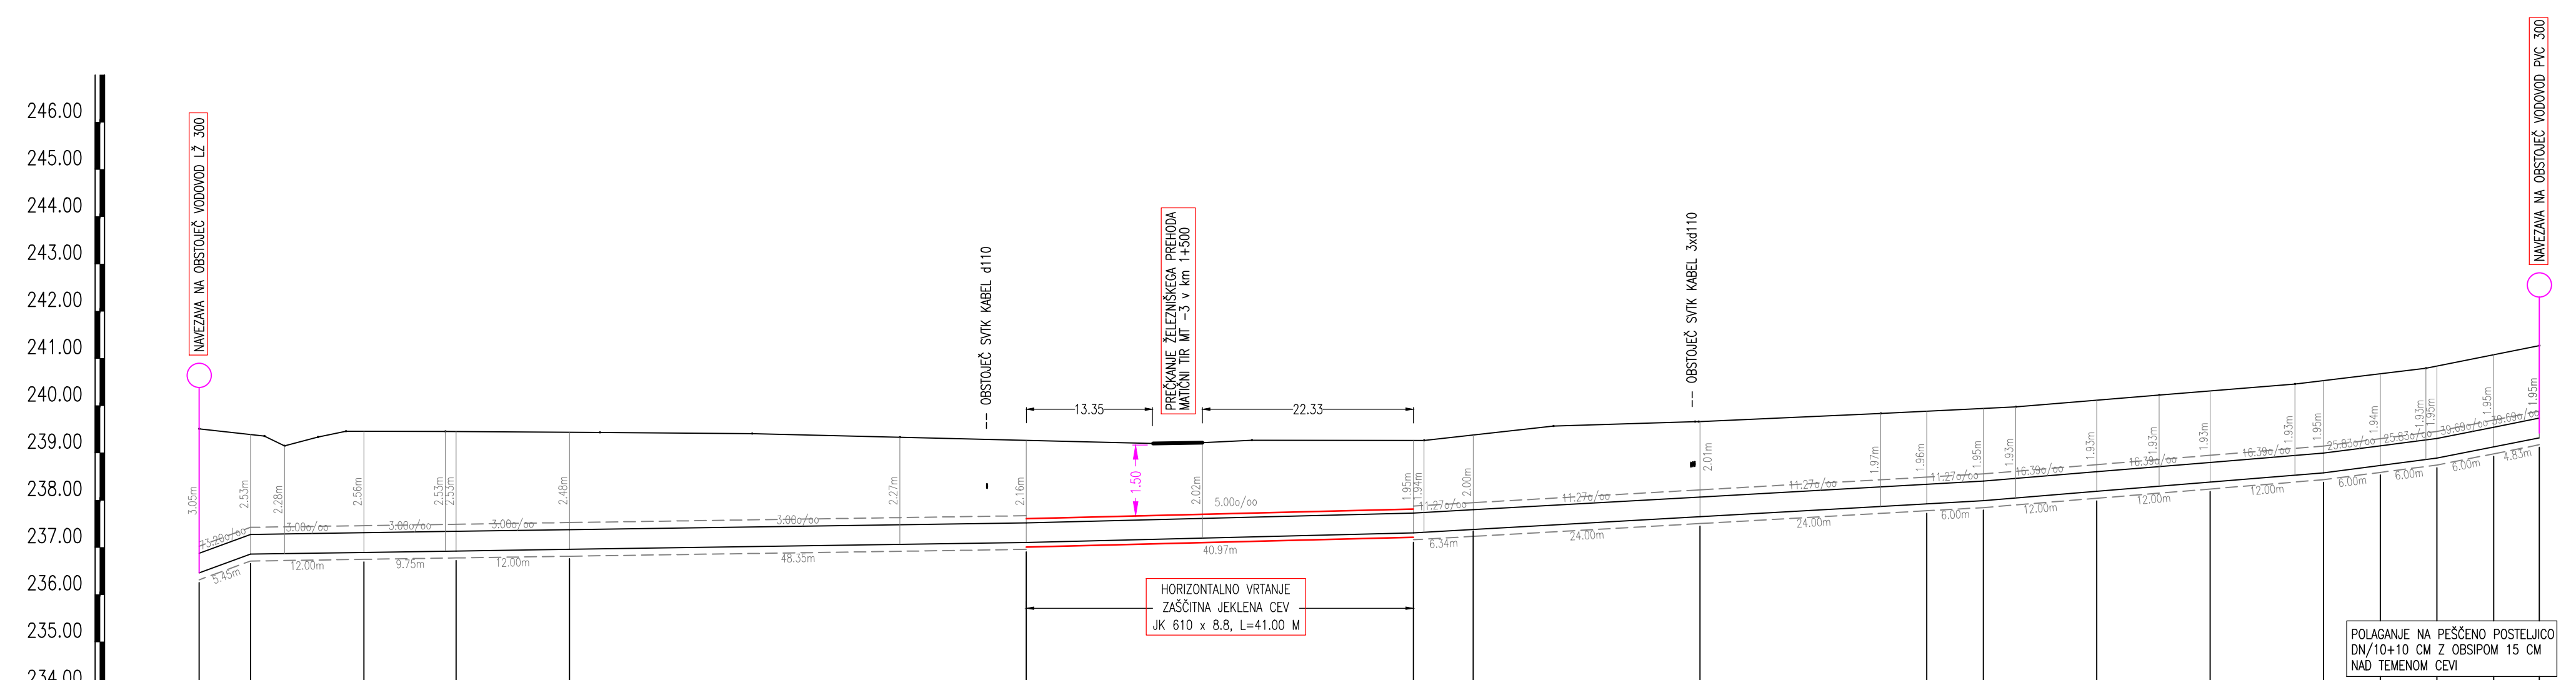 246.00
245.00
244.00
243.00
242.00
241.00
240.00
239.00
238.00
237.00
236.00
235.00
234.00
NAVEZAVA NA OBSTOJEČ VODOVOD LŽ 300
-- OBSTOJEČ SVTK KABEL d110
PREČKANJE ŽELEZNIŠKEGA PREHODA
MATIČNI TIR MT -3 v km 1+500
-- OBSTOJEČ SVTK KABEL 3xd110
NAVEZAVA NA OBSTOJEČ VODOVOD PVC 300
13.35
22.33
1.50
3.05m
2.53m
2.28m
2.56m
2.53m
2.53m
2.48m
2.27m
2.16m
2.02m
1.95m
1.94m
2.00m
2.01m
1.97m
1.96m
1.95m
1.93m
1.93m
1.93m
1.93m
1.93m
1.95m
1.94m
1.93m
1.95m
1.95m
1.95m
73.20o/oo
3.00o/oo
3.00o/oo
3.00o/oo
3.00o/oo
5.00o/oo
11.27o/oo
11.27o/oo
11.27o/oo
11.27o/oo
16.39o/oo
16.39o/oo
16.39o/oo
25.83o/oo
25.83o/oo
39.69o/oo
39.69o/oo
5.45m
12.00m
9.75m
12.00m
48.35m
40.97m
6.34m
24.00m
24.00m
6.00m
12.00m
12.00m
12.00m
6.00m
6.00m
6.00m
4.83m
HORIZONTALNO VRTANJE
ZAŠČITNA JEKLENA CEV
JK 610 x 8.8, L=41.00 M
POLAGANJE NA PEŠČENO POSTELJICO
DN/10+10 CM Z OBSIPOM 15 CM
NAD TEMENOM CEVI